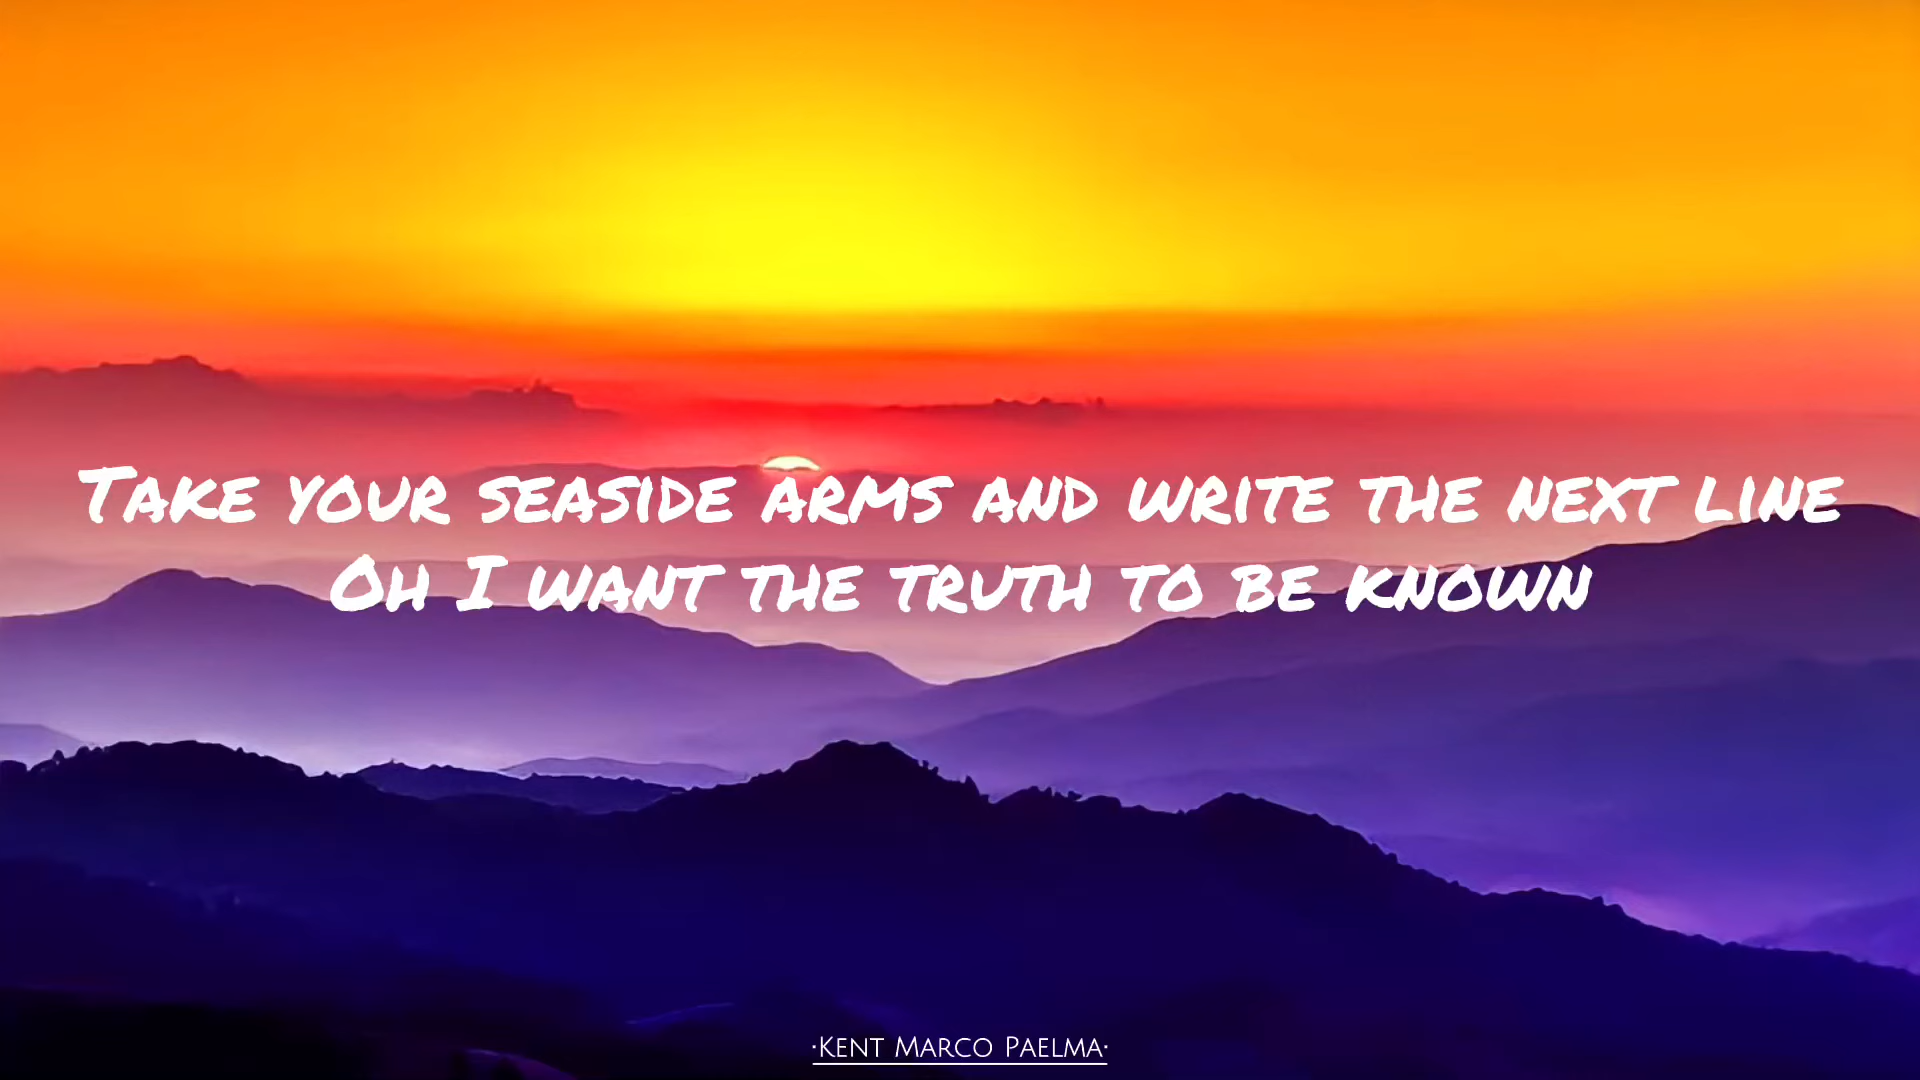 Take your seaside arms and write the next line
Oh I want the truth to be known
·Kent Marco Paelma·